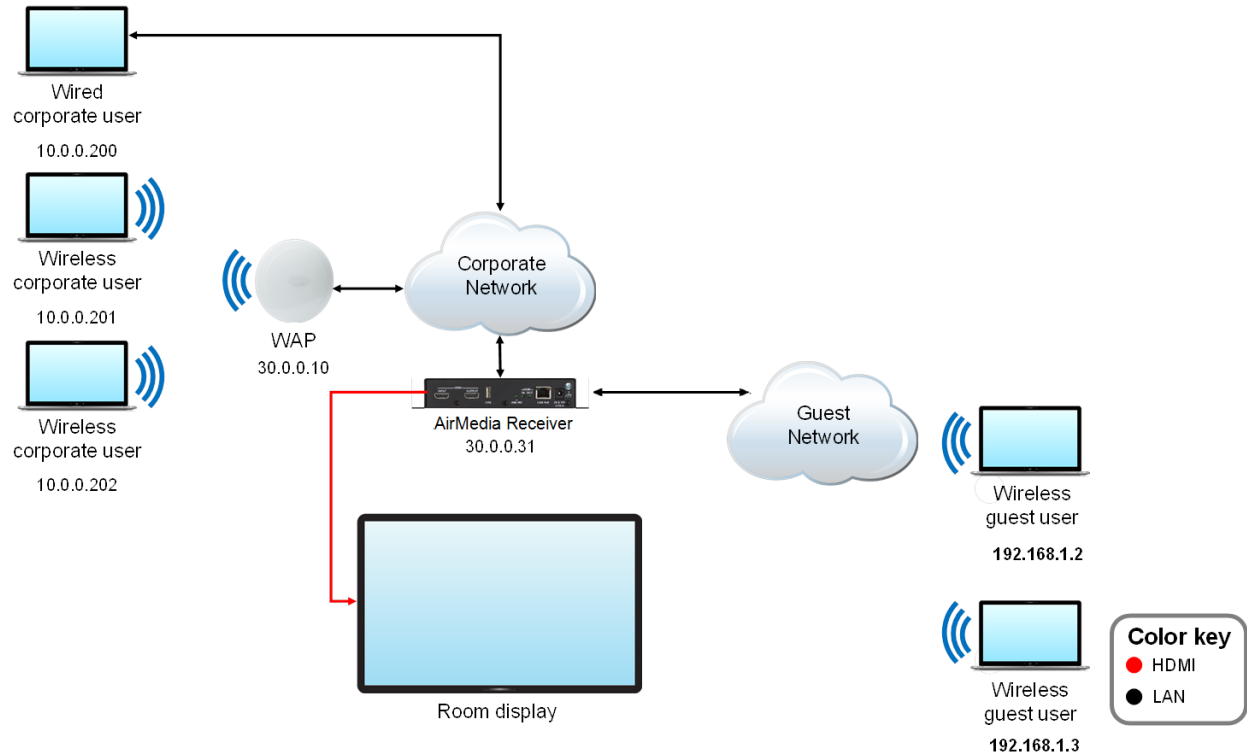 Wired
corporate user
10.0.0.200
Wireless
corporate user
10.0.0.201
Wireless
corporate user
10.0.0.202
WAP
30.0.0.10
Corporate
Network
AirMedia Receiver
30.0.0.31
Guest
Network
Room display
Wireless
guest user
192.168.1.2
Wireless
guest user
192.168.1.3
Color key
HDMI
LAN